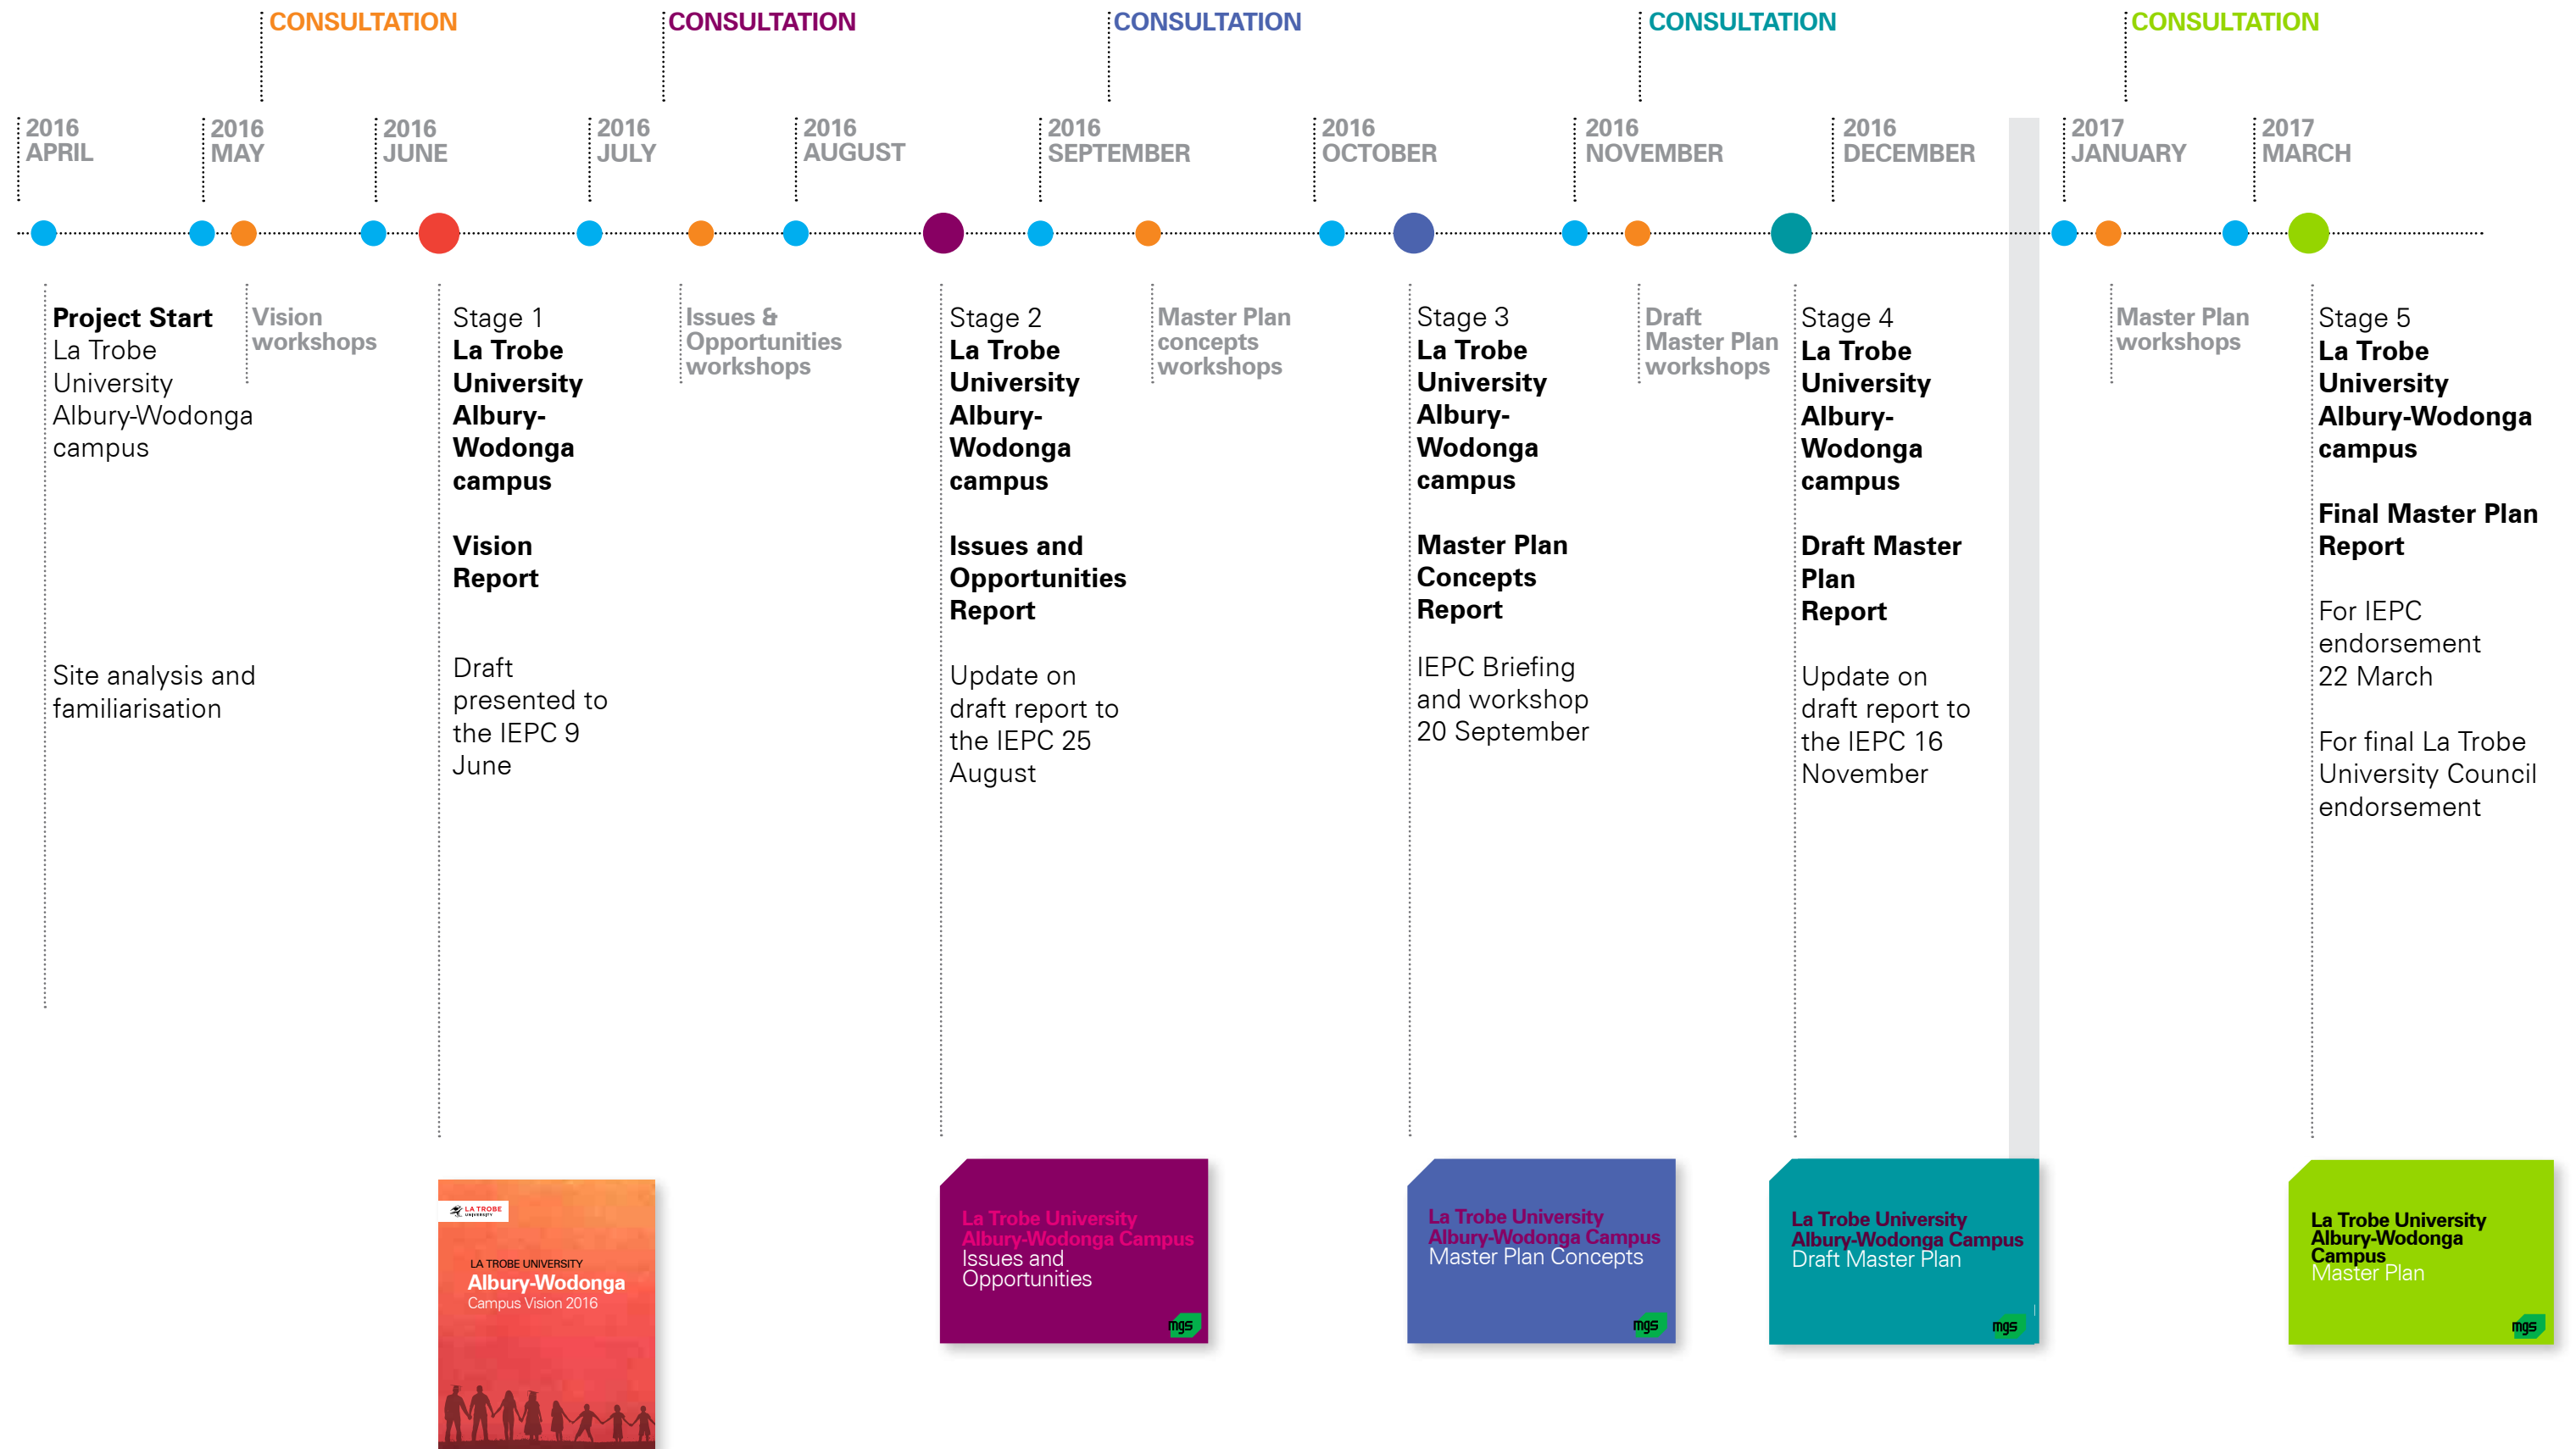 CONSULTATION
CONSULTATION
CONSULTATION
CONSULTATION
CONSULTATION
2016
APRIL
2016
MAY
2016
JUNE
2016
JULY
2016
AUGUST
2016
SEPTEMBER
2016
OCTOBER
2016
NOVEMBER
2016
DECEMBER
2017
JANUARY
2017
MARCH
Project Start
La Trobe
University
Albury-Wodonga
campus
Site analysis and
familiarisation
Vision
workshops
Stage 1
La Trobe
University
Albury-
Wodonga
campus
Vision
Report
Draft
presented to
the IEPC 9
June
Issues &
Opportunities
workshops
Stage 2
La Trobe
University
Albury-
Wodonga
campus
Issues and
Opportunities
Report
Update on
draft report to
the IEPC 25
August
Master Plan
concepts
workshops
Stage 3
La Trobe
University
Albury-
Wodonga
campus
Master Plan
Concepts
Report
IEPC Briefing
and workshop
20 September
Draft
Master Plan
workshops
Stage 4
La Trobe
University
Albury-
Wodonga
campus
Draft Master
Plan
Report
Update on
draft report to
the IEPC 16
November
Master Plan
workshops
Stage 5
La Trobe
University
Albury-Wodonga
campus
Final Master Plan
Report
For IEPC
endorsement
22 March
For final La Trobe
University Council
endorsement
LA TROBE
UNIVERSITY
LA TROBE UNIVERSITY
Albury-Wodonga
Campus Vision 2016
La Trobe University
Albury-Wodonga Campus
Issues and
Opportunities
mgs
La Trobe University
Albury-Wodonga Campus
Master Plan Concepts
mgs
La Trobe University
Albury-Wodonga Campus
Draft Master Plan
mgs
La Trobe University
Albury-Wodonga
Campus
Master Plan
mgs